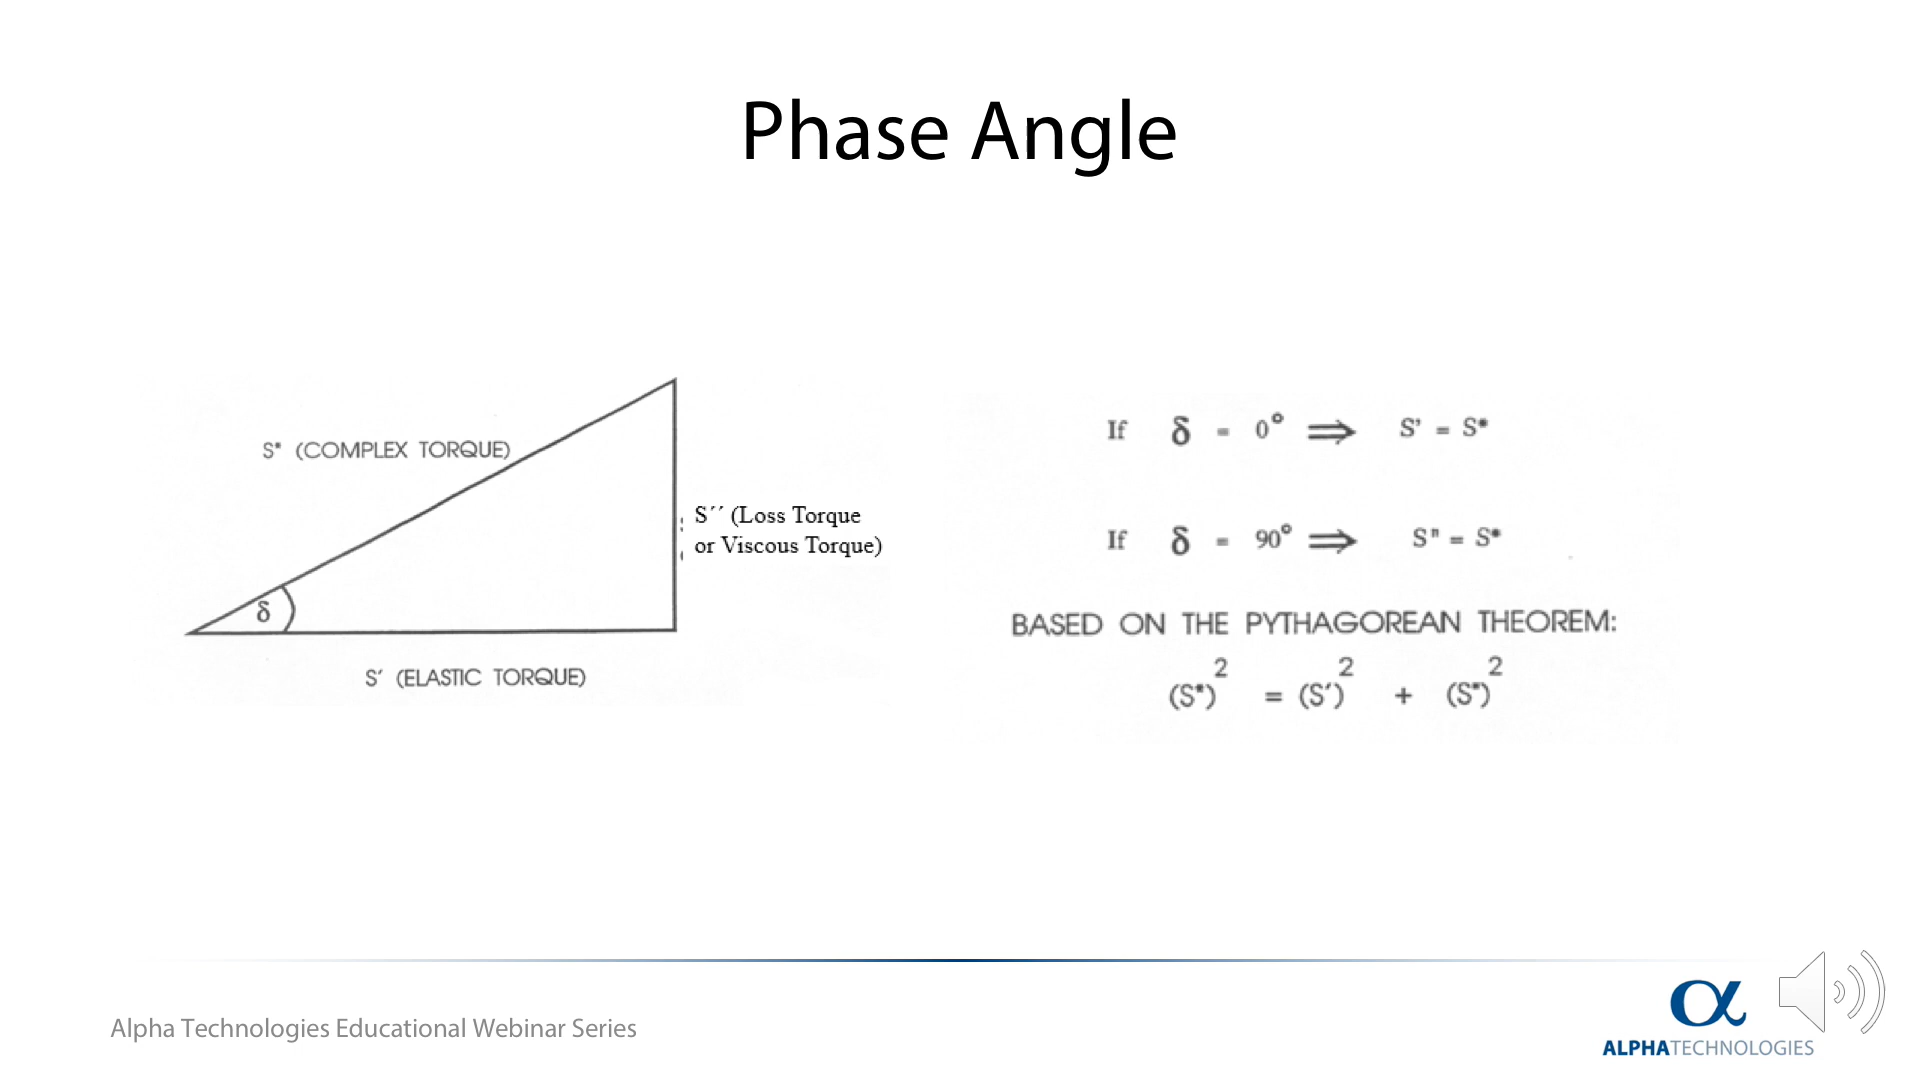 Phase Angle
S* (COMPLEX TORQUE)
S´´ (Loss Torque
or Viscous Torque)
δ
S´ (ELASTIC TORQUE)
If δ = 0° ⇒ S' = S*
If δ = 90° ⇒ S" = S*
BASED ON THE PYTHAGOREAN THEOREM:
(S*)² = (S´)² + (S")²
Alpha Technologies Educational Webinar Series
α
ALPHATECHNOLOGIES